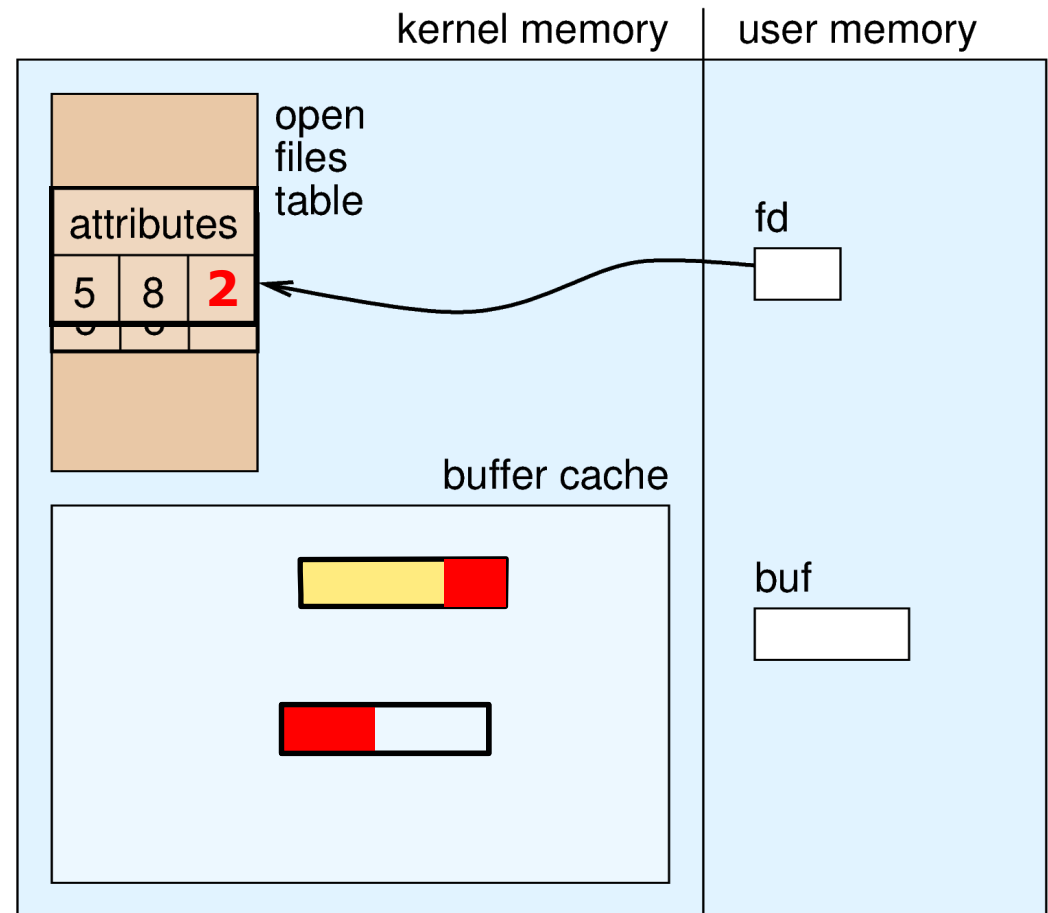 kernel memory
user memory
open
files
table
attributes
5 8 2
fd
buffer cache
buf